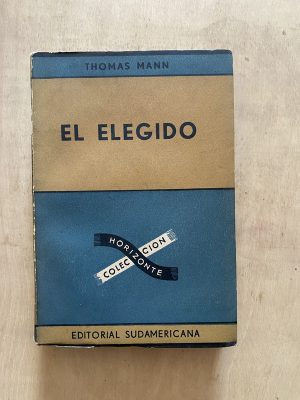 THOMAS MANN
EL ELEGIDO
COLECCION
HORIZONTE
EDITORIAL SUDAMERICANA